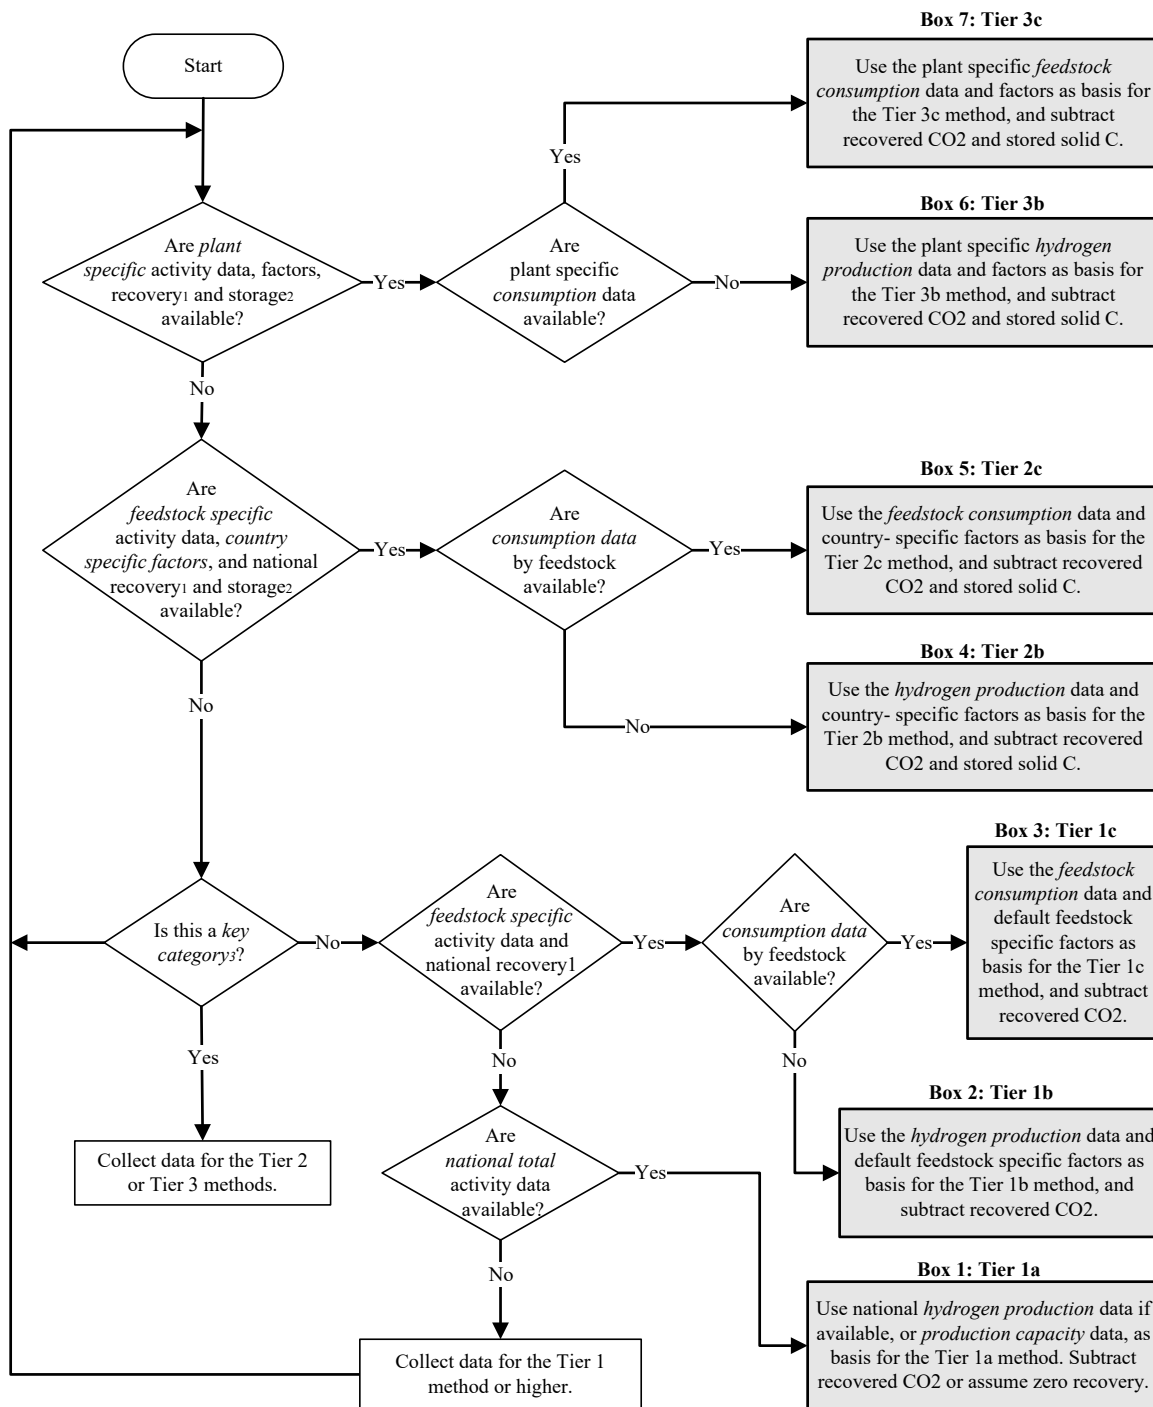 Start
Box 7: Tier 3c
Use the plant specific feedstock
consumption data and factors as basis for
the Tier 3c method, and subtract
recovered CO2 and stored solid C.
Yes
Are plant
specific activity data, factors,
recovery1 and storage2
available?
Yes
Are
plant specific
consumption data
available?
No
Box 6: Tier 3b
Use the plant specific hydrogen
production data and factors as basis for
the Tier 3b method, and subtract
recovered CO2 and stored solid C.
No
Are
feedstock specific
activity data, country
specific factors, and national
recovery1 and storage2
available?
Yes
Are
consumption data
by feedstock
available?
Yes
Box 5: Tier 2c
Use the feedstock consumption data and
country- specific factors as basis for the
Tier 2c method, and subtract recovered
CO2 and stored solid C.
No
Box 4: Tier 2b
Use the hydrogen production data and
country- specific factors as basis for the
Tier 2b method, and subtract recovered
CO2 and stored solid C.
No
Is this a key
category3?
No
Are
feedstock specific
activity data and
national recovery1
available?
Yes
Are
consumption data
by feedstock
available?
Yes
Box 3: Tier 1c
Use the feedstock
consumption data and
default feedstock
specific factors as
basis for the Tier 1c
method, and subtract
recovered CO2.
Yes
No
No
Collect data for the Tier 2
or Tier 3 methods.
Are
national total
activity data
available?
Yes
Box 2: Tier 1b
Use the hydrogen production data and
default feedstock specific factors as
basis for the Tier 1b method, and
subtract recovered CO2.
No
Collect data for the Tier 1
method or higher.
Box 1: Tier 1a
Use national hydrogen production data if
available, or production capacity data, as
basis for the Tier 1a method. Subtract
recovered CO2 or assume zero recovery.